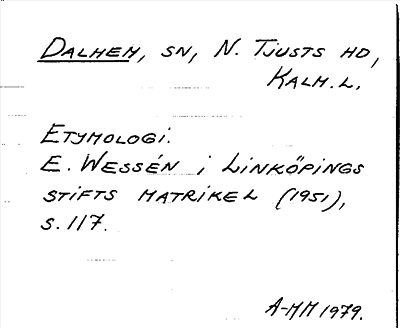 DALHEM, SN, N. TJUSTS HD,
KALM. L.
ETYMOLOGI.
E. WESSÉN i LINKÖPINGS
STIFTS MATRIKEL (1951),
S. 117.
A-MM 1979.